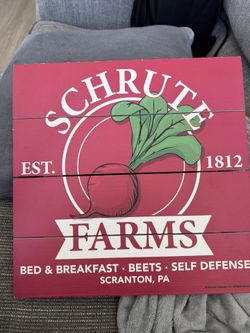 SCHRUTE
EST. 1812
FARMS
BED & BREAKFAST • BEETS • SELF DEFENSE
SCRANTON, PA